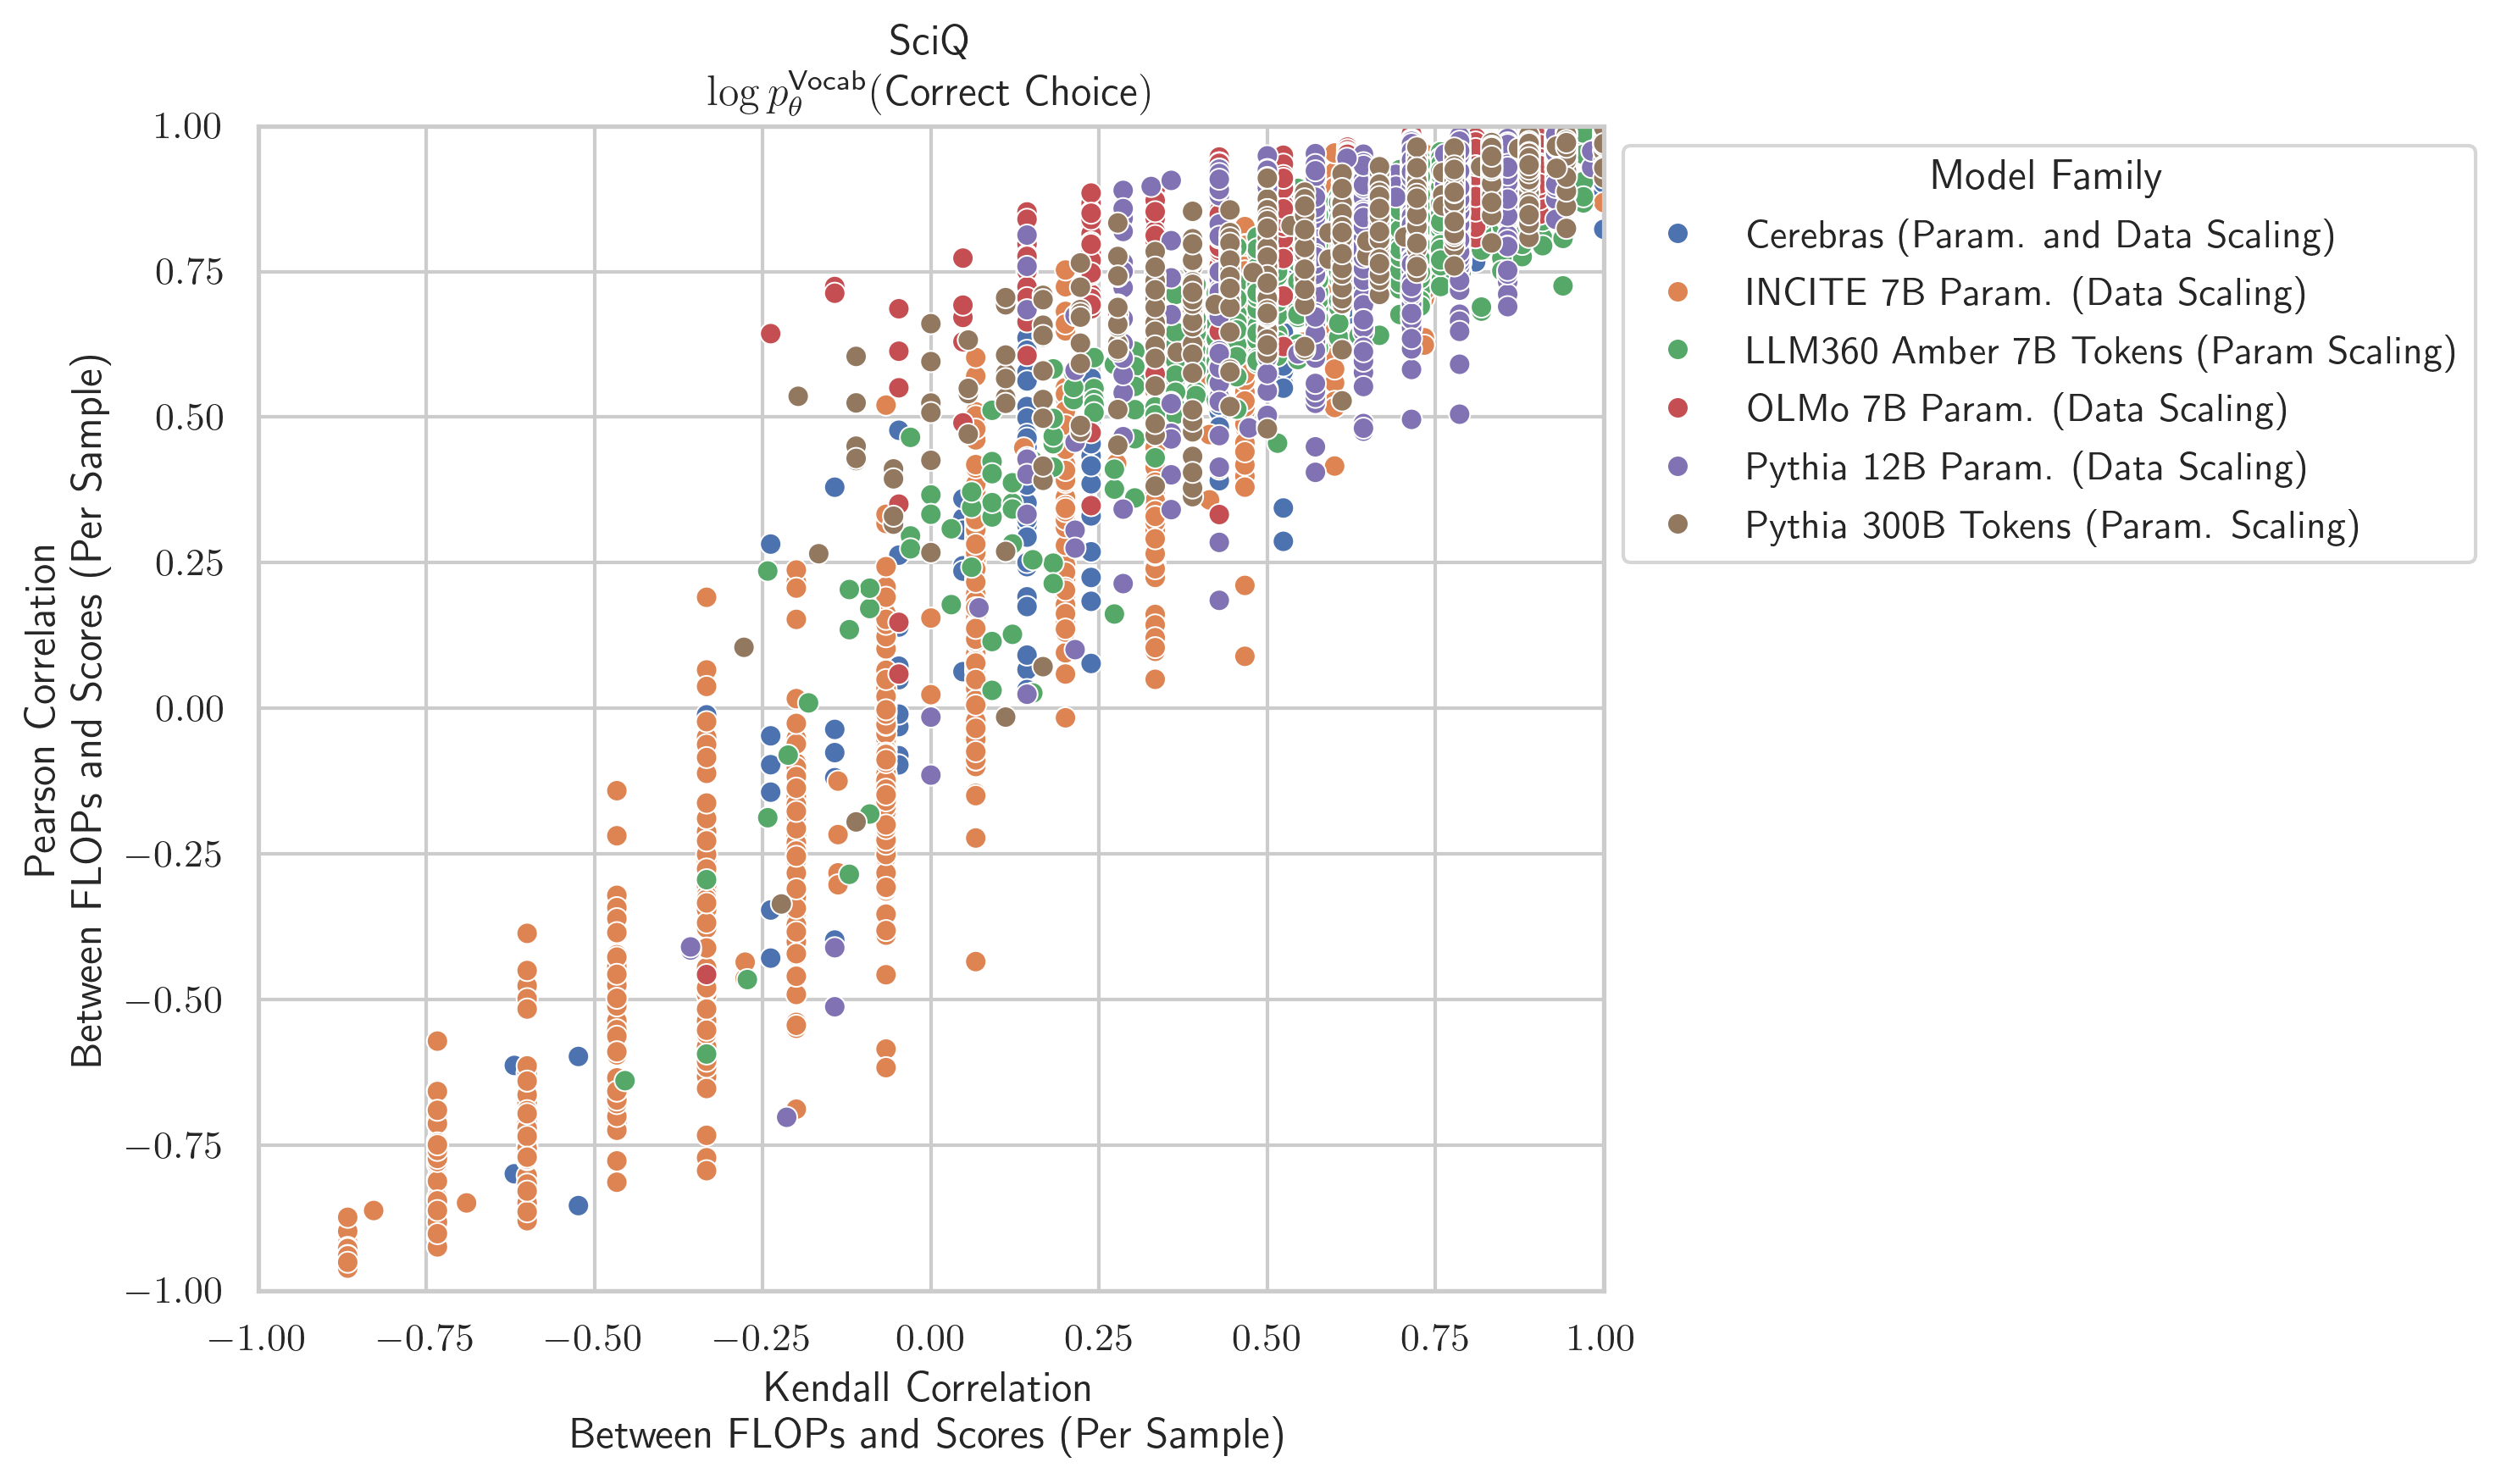 SciQ
log p_θ^Vocab(Correct Choice)
1.00
0.75
0.50
0.25
0.00
−0.25
−0.50
−0.75
−1.00
Pearson Correlation
Between FLOPs and Scores (Per Sample)
−1.00 −0.75 −0.50 −0.25 0.00 0.25 0.50 0.75 1.00
Kendall Correlation
Between FLOPs and Scores (Per Sample)
Model Family
Cerebras (Param. and Data Scaling)
INCITE 7B Param. (Data Scaling)
LLM360 Amber 7B Tokens (Param Scaling)
OLMo 7B Param. (Data Scaling)
Pythia 12B Param. (Data Scaling)
Pythia 300B Tokens (Param. Scaling)